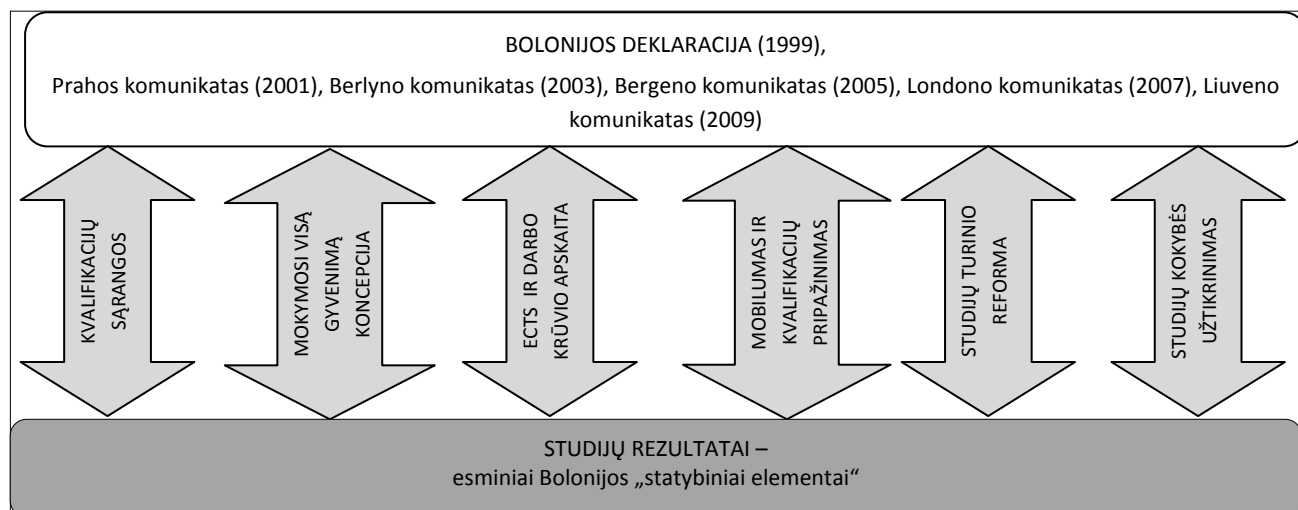 BOLONIJOS DEKLARACIJA (1999),
Prahos komunikatas (2001), Berlyno komunikatas (2003), Bergeno komunikatas (2005), Londono komunikatas (2007), Liuveno
komunikatas (2009)
KVALIFIKACIJŲ
SĄRANGOS
MOKYMOSI VISĄ
GYVENIMĄ
KONCEPCIJA
ECTS IR DARBO
KRŪVIO APSKAITA
MOBILUMAS IR
KVALIFIKACIJŲ
PRIPAŽINIMAS
STUDIJŲ TURINIO
REFORMA
STUDIJŲ KOKYBĖS
UŽTIKRINIMAS
STUDIJŲ REZULTATAI –
esminiai Bolonijos „statybiniai elementai“